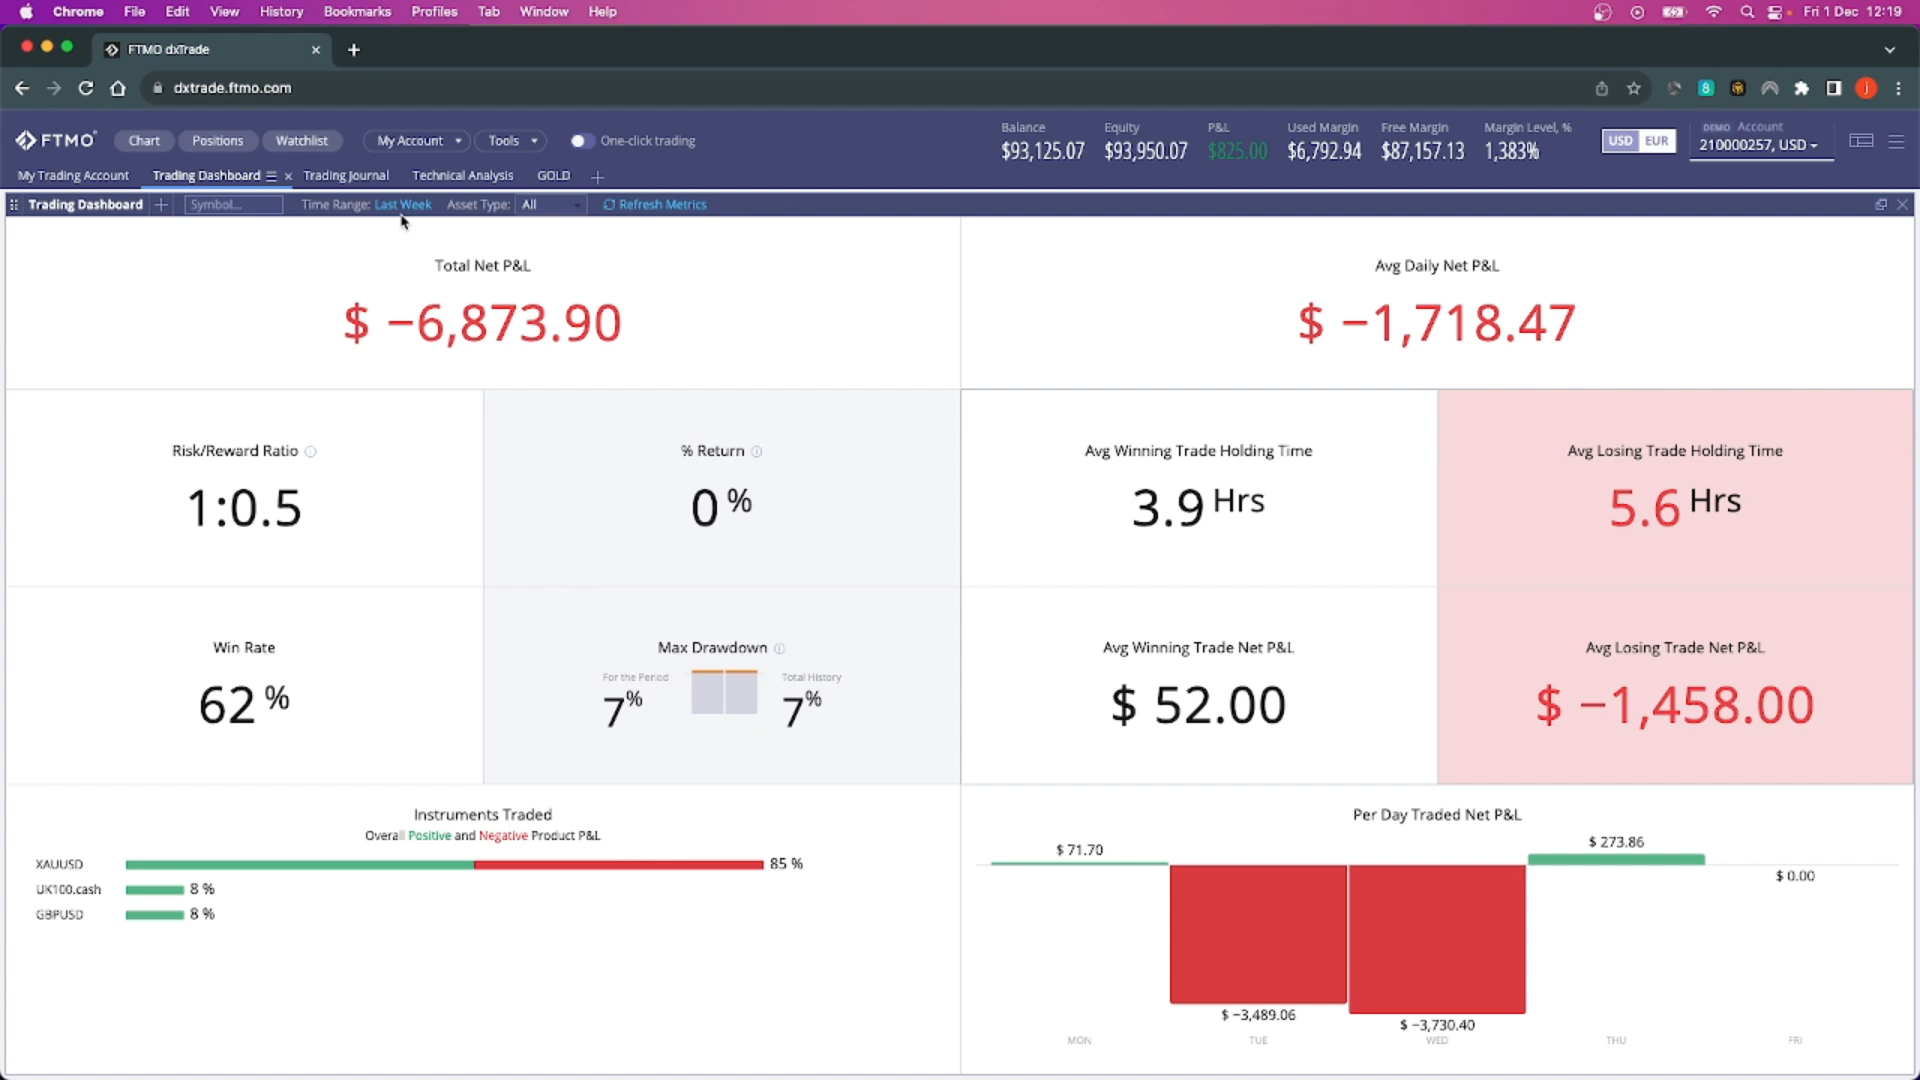 Chrome File Edit View History Bookmarks Profiles Tab Window Help Fri 1 Dec 12:19
FTMO dxTrade
dxtrade.ftmo.com
8
J
FTMO Chart Positions Watchlist My Account Tools One-click trading
Balance Equity P&L Used Margin Free Margin Margin Level, %
$93,125.07 $93,950.07 $825.00 $6,792.94 $87,157.13 1,383%
USD EUR
DEMO Account
210000257, USD
My Trading Account Trading Dashboard Trading Journal Technical Analysis GOLD
Trading Dashboard Symbol... Time Range: Last Week Asset Type: All Refresh Metrics
Total Net P&L
$ −6,873.90
Avg Daily Net P&L
$ −1,718.47
Risk/Reward Ratio
1:0.5
% Return
0 %
Avg Winning Trade Holding Time
3.9 Hrs
Avg Losing Trade Holding Time
5.6 Hrs
Win Rate
62 %
Max Drawdown
For the Period
7%
Total History
7%
Avg Winning Trade Net P&L
$ 52.00
Avg Losing Trade Net P&L
$ −1,458.00
Instruments Traded
Overall Positive and Negative Product P&L
XAUUSD 85 %
UK100.cash 8 %
GBPUSD 8 %
Per Day Traded Net P&L
$ 71.70
$ 273.86
$ 0.00
$ −3,489.06
$ −3,730.40
MON TUE WED THU FRI